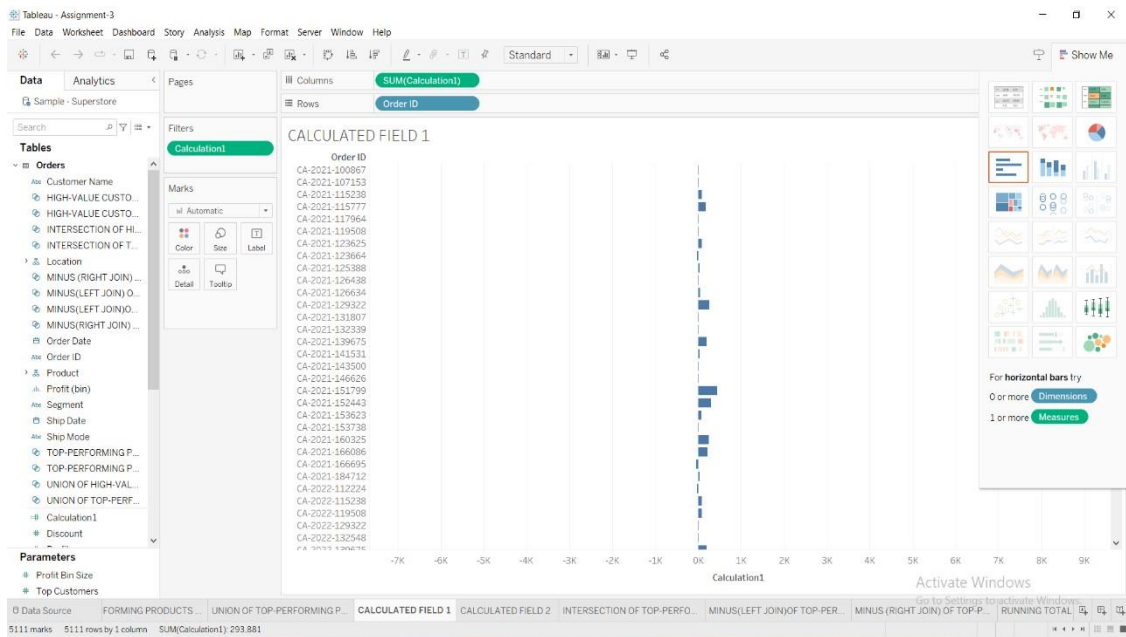 Tableau - Assignment-3
File Data Worksheet Dashboard Story Analysis Map Format Server Window Help
Standard
Show Me
Data Analytics
Sample - Superstore
Search
Tables
Orders
Abc Customer Name
HIGH-VALUE CUSTO...
HIGH-VALUE CUSTO...
INTERSECTION OF HI...
INTERSECTION OF T...
Location
MINUS (RIGHT JOIN) ...
MINUS(LEFT JOIN) O...
MINUS(LEFT JOIN)O...
MINUS(RIGHT JOIN) ...
Order Date
Abc Order ID
Product
Profit (bin)
Abc Segment
Ship Date
Abc Ship Mode
TOP-PERFORMING P...
TOP-PERFORMING P...
UNION OF HIGH-VAL...
UNION OF TOP-PERF...
Calculation1
Discount
Parameters
Profit Bin Size
Top Customers
Pages
Filters
Calculation1
Marks
Automatic
Color Size Label
Detail Tooltip
Columns SUM(Calculation1)
Rows Order ID
CALCULATED FIELD 1
Order ID
CA-2021-100867
CA-2021-107153
CA-2021-115238
CA-2021-115777
CA-2021-117964
CA-2021-119508
CA-2021-123625
CA-2021-123664
CA-2021-125388
CA-2021-126438
CA-2021-126634
CA-2021-129322
CA-2021-131807
CA-2021-132339
CA-2021-139675
CA-2021-141531
CA-2021-143500
CA-2021-146626
CA-2021-151799
CA-2021-152443
CA-2021-153623
CA-2021-153738
CA-2021-160325
CA-2021-166086
CA-2021-166695
CA-2021-184712
CA-2022-112224
CA-2022-115238
CA-2022-119508
CA-2022-129322
CA-2022-132548
CA-2022-139675
-7K -6K -5K -4K -3K -2K -1K 0K 1K 2K 3K 4K 5K 6K 7K 8K 9K
Calculation1
For horizontal bars try
0 or more Dimensions
1 or more Measures
Activate Windows
Go to Settings to activate Windows.
Data Source FORMING PRODUCTS ... UNION OF TOP-PERFORMING P... CALCULATED FIELD 1 CALCULATED FIELD 2 INTERSECTION OF TOP-PERFO... MINUS(LEFT JOIN)OF TOP-PER... MINUS (RIGHT JOIN) OF TOP-P... RUNNING TOTAL
5111 marks 5111 rows by 1 column SUM(Calculation1): 293,881